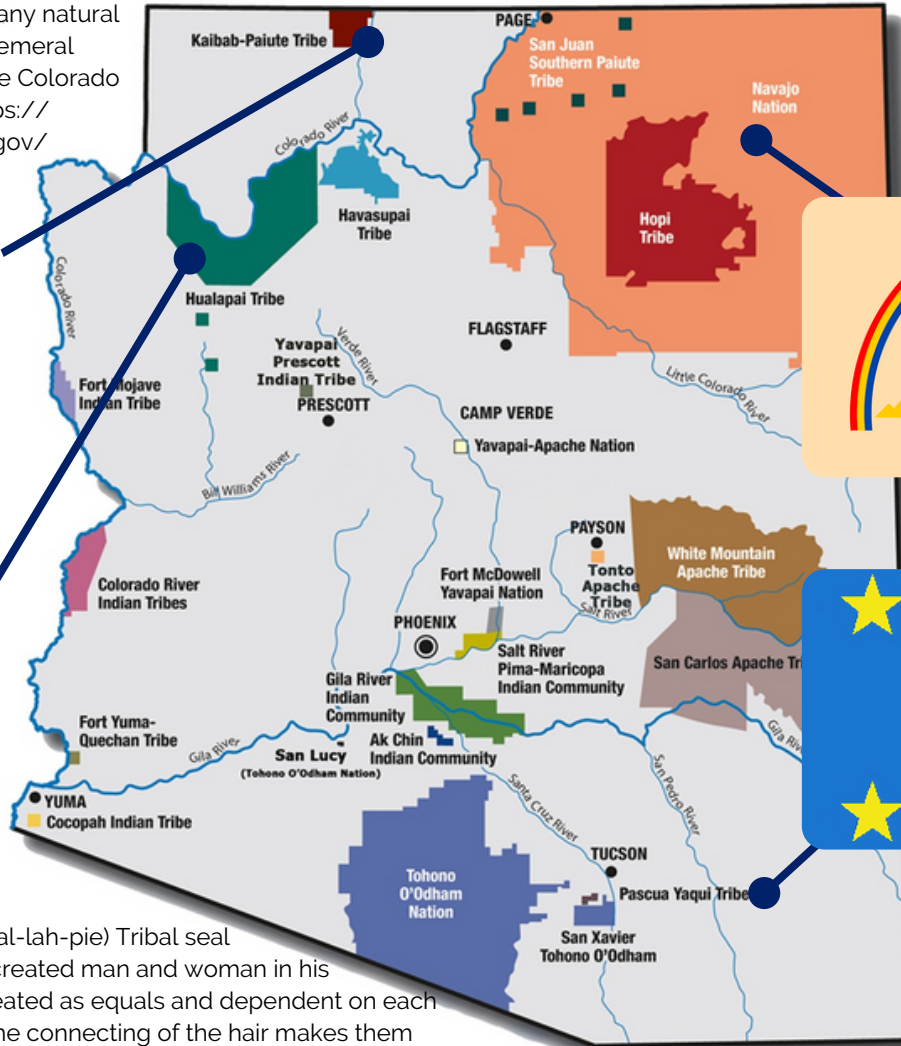 any natural
emeral
e Colorado
ps://
gov/
Kaibab-Paiute Tribe
PAGE
San Juan
Southern Paiute
Tribe
Navajo
Nation
Colorado River
Havasupai
Tribe
Hopi
Tribe
Colorado River
Hualapai Tribe
FLAGSTAFF
Verde River
Yavapai
Prescott
Indian Tribe
Little Colorado River
Fort Mojave
Indian Tribe
PRESCOTT
CAMP VERDE
Yavapai-Apache Nation
Bill Williams River
PAYSON
White Mountain
Apache Tribe
Tonto
Apache
Tribe
Fort McDowell
Yavapai Nation
Colorado River
Indian Tribes
Salt River
PHOENIX
Salt River
Pima-Maricopa
Indian Community
San Carlos Apache Tri
Gila River
Indian
Community
Fort Yuma-
Quechan Tribe
Gila River
Ak Chin
Indian Community
San Lucy
(Tohono O'Odham Nation)
Gila Rive
San Pedro River
Santa Cruz River
YUMA
Cocopah Indian Tribe
TUCSON
Tohono
O'Odham
Nation
Pascua Yaqui Tribe
San Xavier
Tohono O'Odham
al-lah-pie) Tribal seal
created man and woman in his
eated as equals and dependent on each
ne connecting of the hair makes them